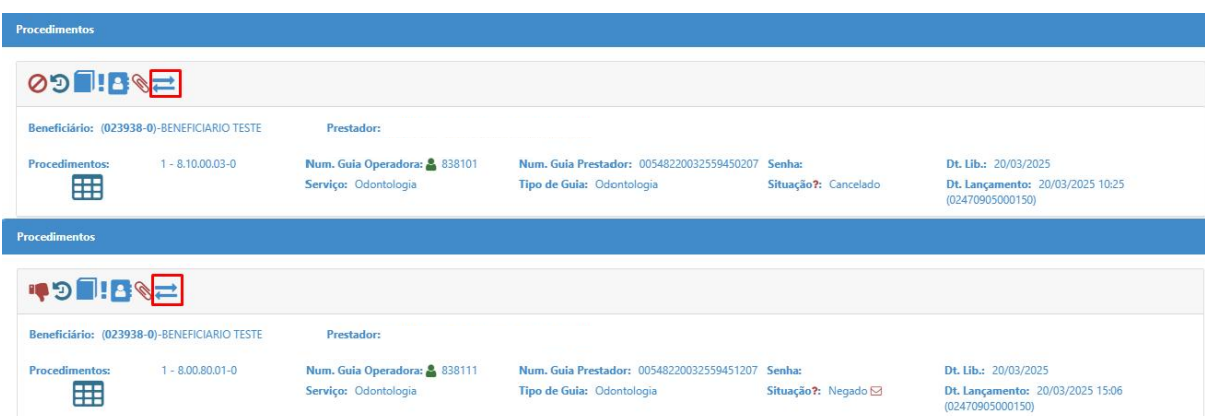 Procedimentos
Beneficiário: (023938-0)-BENEFICIARIO TESTE Prestador:
Procedimentos: 1 - 8.10.00.03-0 Num. Guia Operadora: 838101 Num. Guia Prestador: 00548220032559450207 Senha: Dt. Lib.: 20/03/2025
Serviço: Odontologia Tipo de Guia: Odontologia Situação?: Cancelado Dt. Lançamento: 20/03/2025 10:25
(02470905000150)
Procedimentos
Beneficiário: (023938-0)-BENEFICIARIO TESTE Prestador:
Procedimentos: 1 - 8.00.80.01-0 Num. Guia Operadora: 838111 Num. Guia Prestador: 00548220032559451207 Senha: Dt. Lib.: 20/03/2025
Serviço: Odontologia Tipo de Guia: Odontologia Situação?: Negado Dt. Lançamento: 20/03/2025 15:06
(02470905000150)